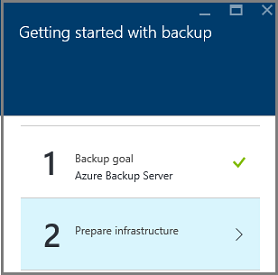 Getting started with backup
1
Backup goal
Azure Backup Server
2
Prepare infrastructure